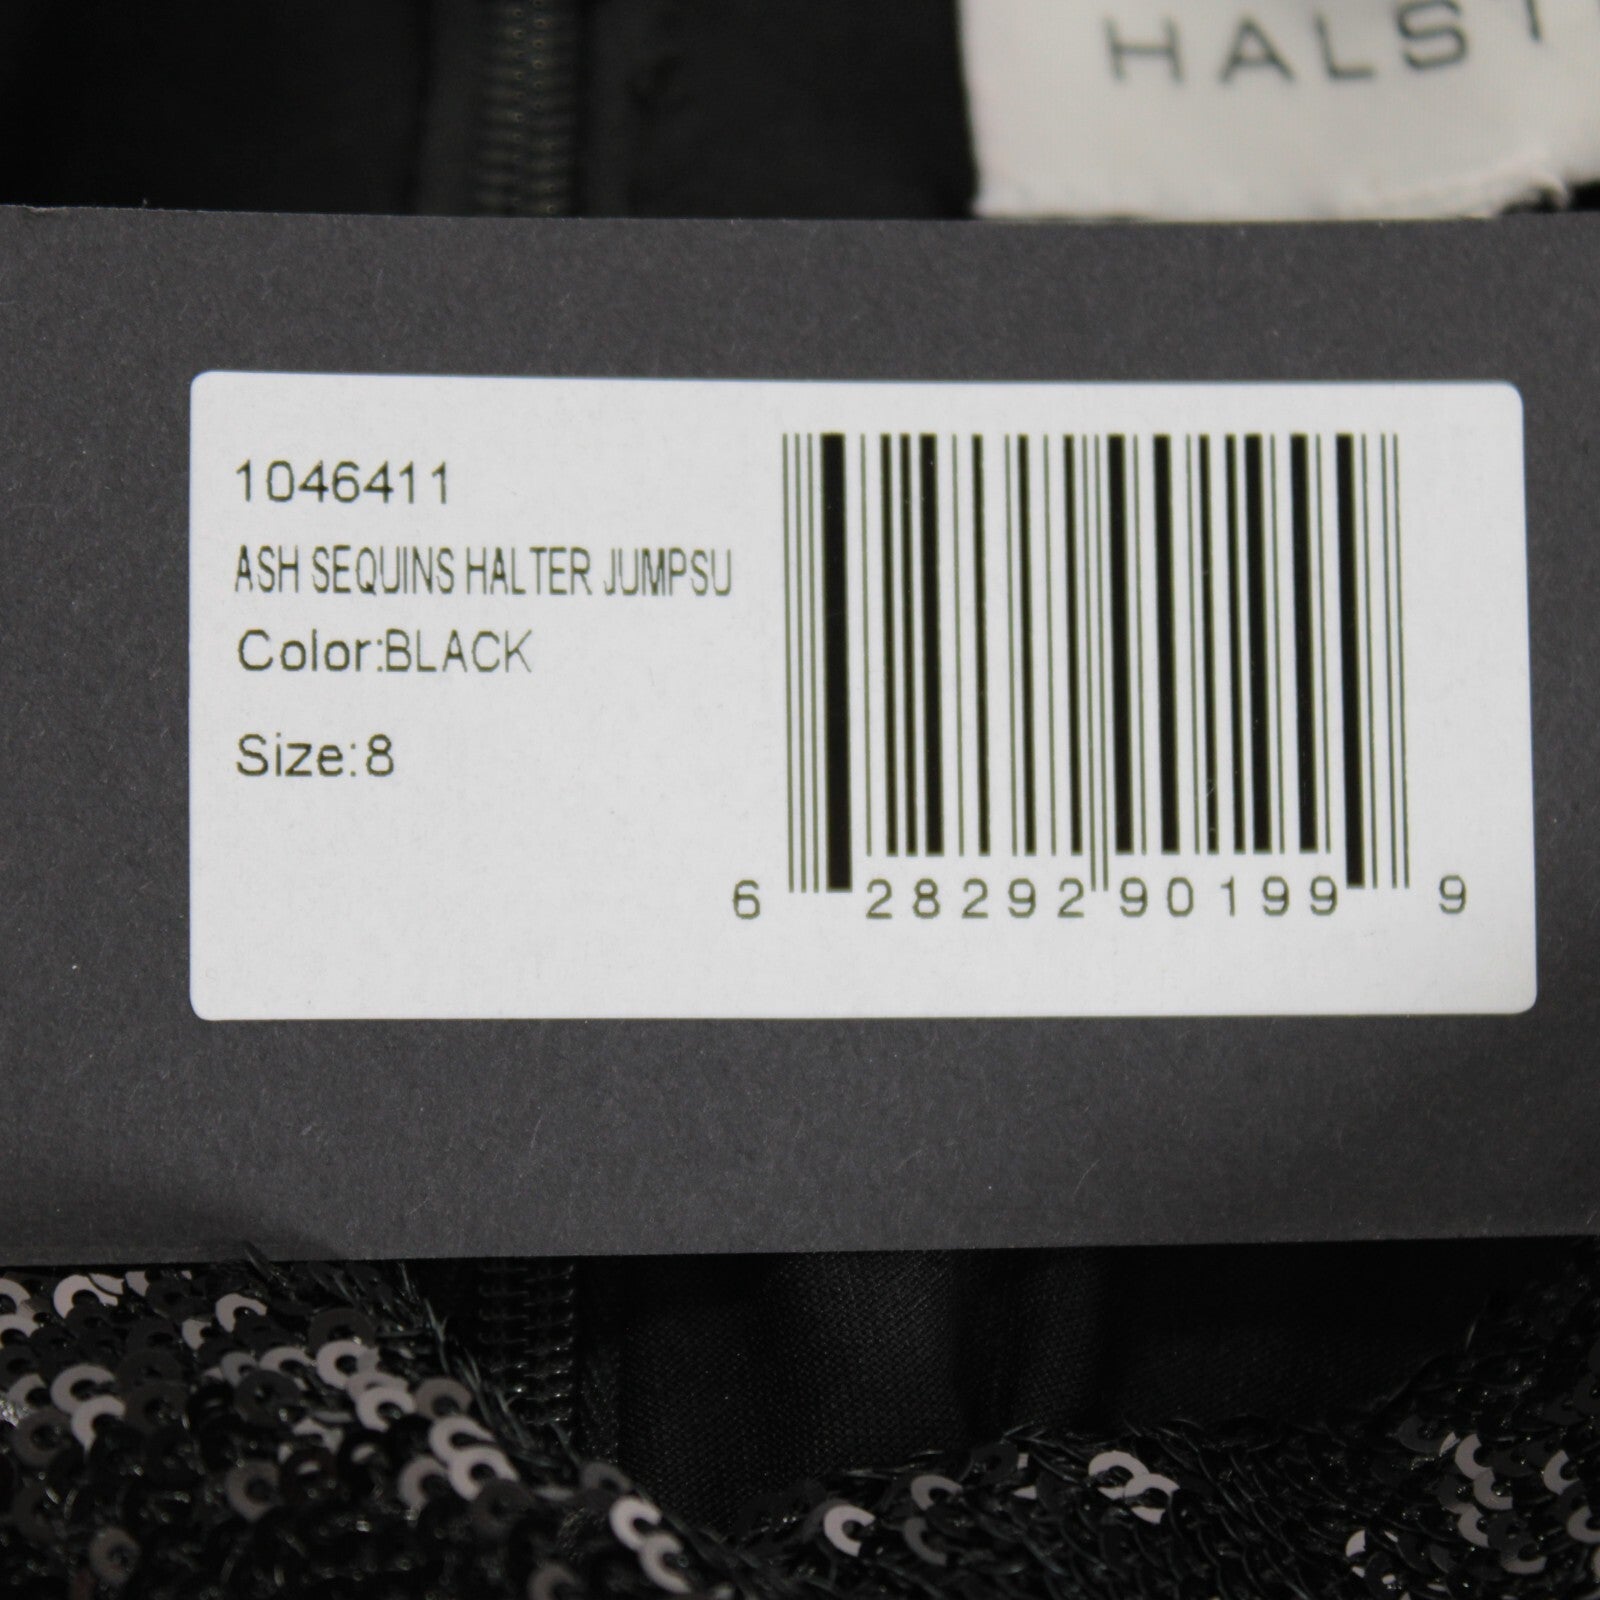 HALST
1046411
ASH SEQUINS HALTER JUMPSU
Color:BLACK
Size:8
6 28292 90199 9